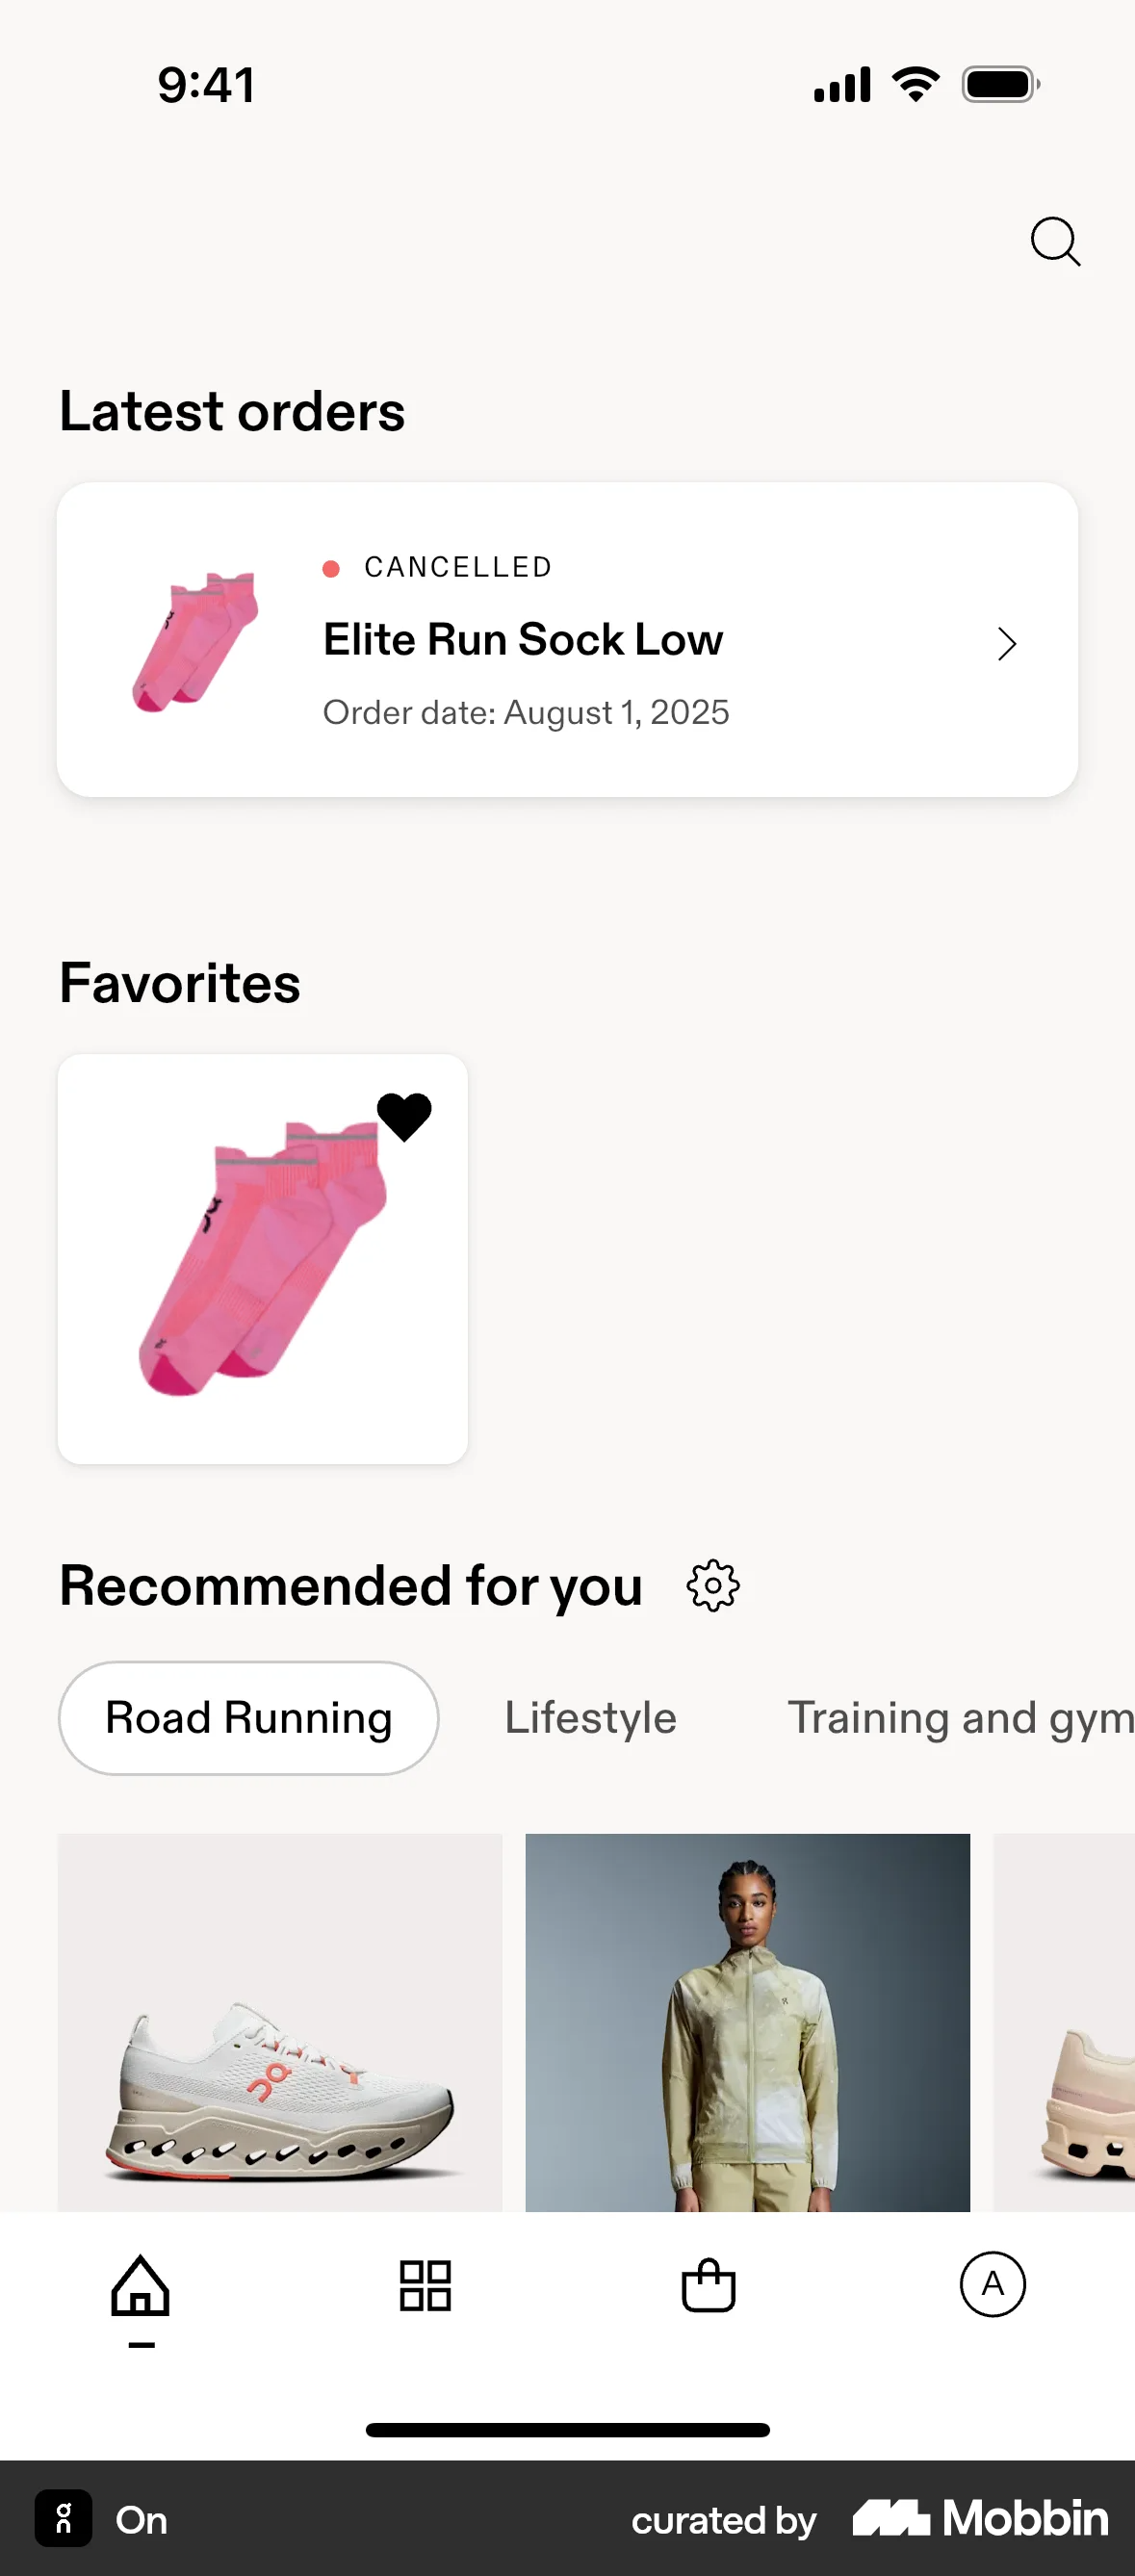 9:41
Latest orders
CANCELLED
Elite Run Sock Low
Order date: August 1, 2025
Favorites
Recommended for you
Road Running
Lifestyle
Training and gym
A
On
curated by Mobbin